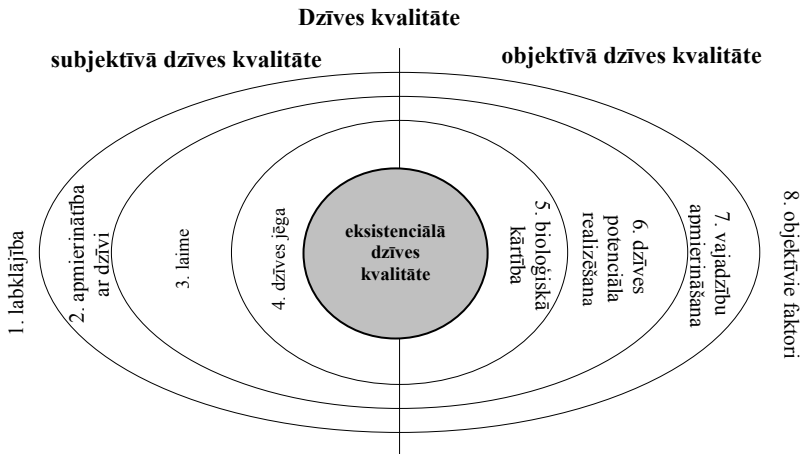 Dzīves kvalitāte
subjektīvā dzīves kvalitāte
objektīvā dzīves kvalitāte
1. labklājība
2. apmierinātība
ar dzīvi
3. laime
4. dzīves jēga
eksistenciālā
dzīves
kvalitāte
5. bioloģiskā
kārtība
6. dzīves
potenciāla
realizēšana
7. vajadzību
apmierināšana
8. objektīvie faktori